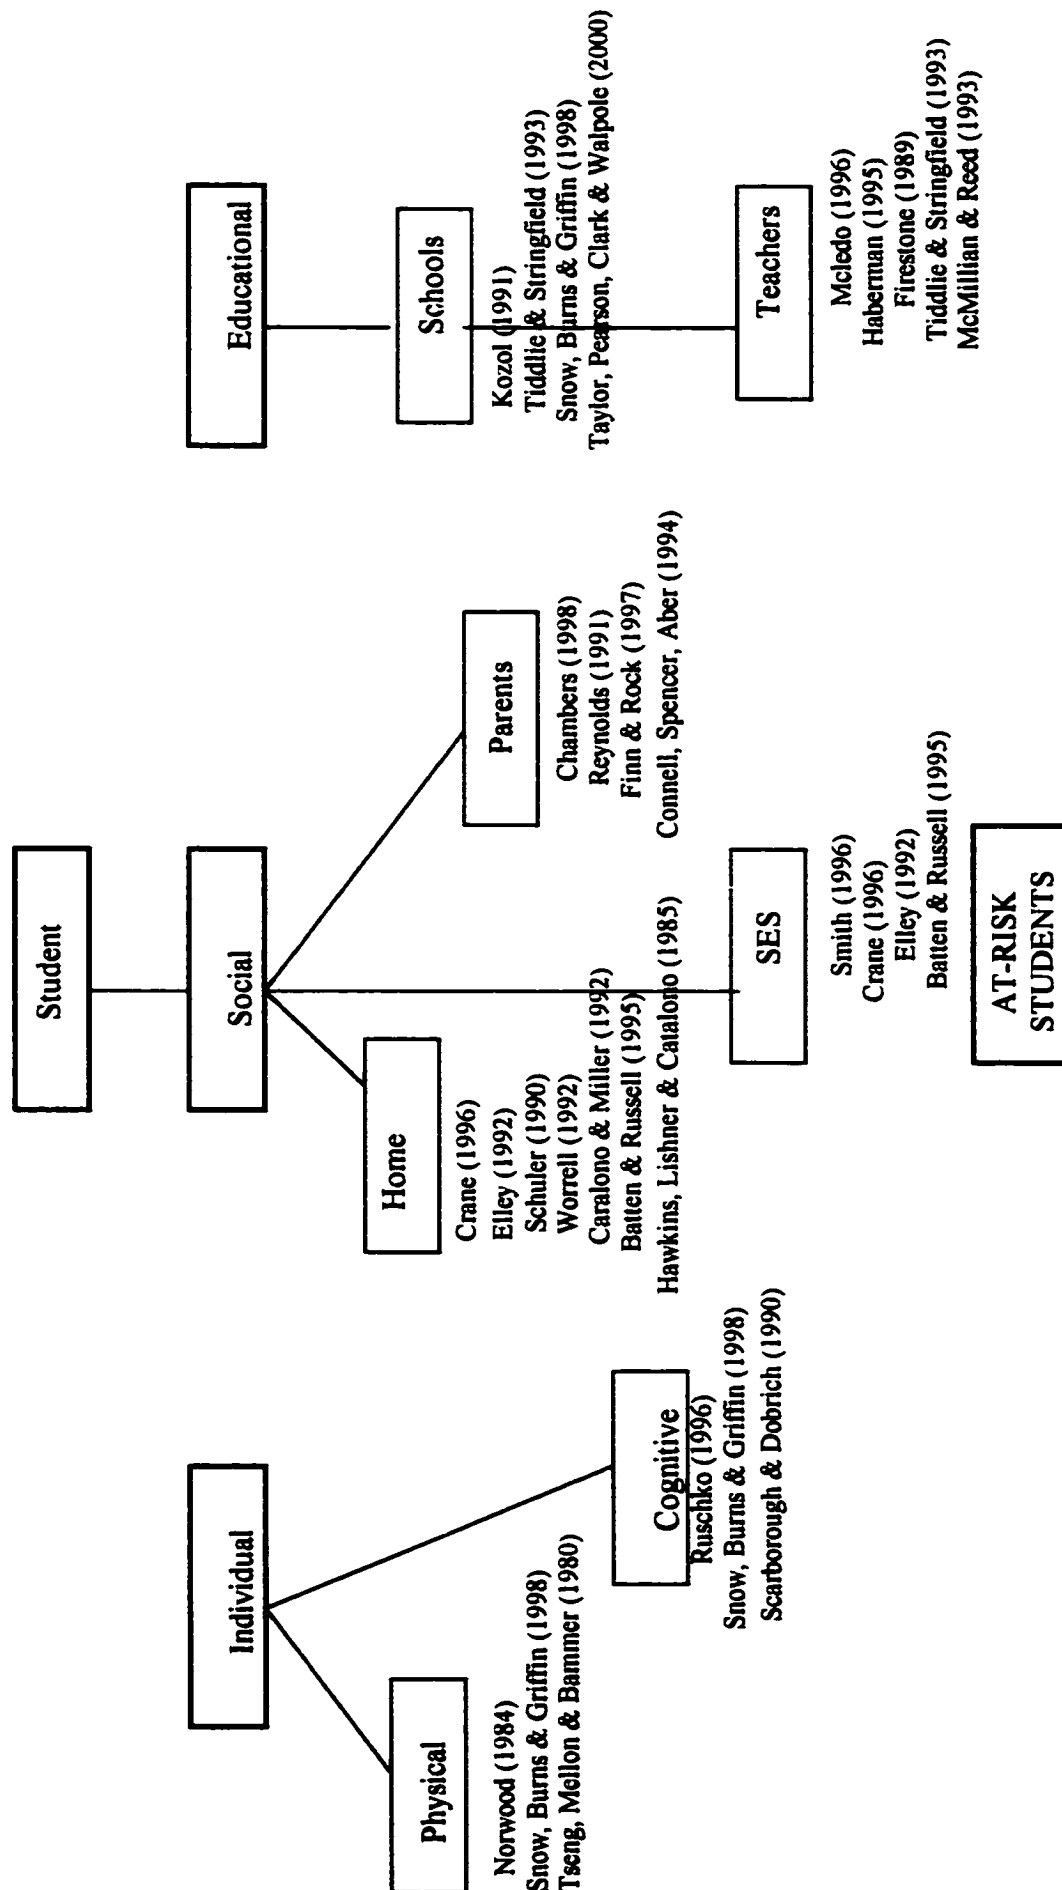 Student
Individual
Social
Educational
Physical
Norwood (1984)
Snow, Burns & Griffin (1998)
Tseng, Mellon & Bammer (1980)
Cognitive
Ruschko (1996)
Snow, Burns & Griffin (1998)
Scarborough & Dobrich (1990)
Home
Crane (1996)
Elley (1992)
Schuler (1990)
Worrell (1992)
Caralono & Miller (1992)
Batten & Russell (1995)
Hawkins, Lishner & Catalono (1985)
Parents
Chambers (1998)
Reynolds (1991)
Finn & Rock (1997)
Connell, Spencer, Aber (1994)
SES
Smith (1996)
Crane (1996)
Elley (1992)
Batten & Russell (1995)
Schools
Kozol (1991)
Tiddlie & Stringfield (1993)
Snow, Burns & Griffin (1998)
Taylor, Pearson, Clark & Walpole (2000)
Teachers
Mcledo (1996)
Haberman (1995)
Firestone (1989)
Tiddlie & Stringfield (1993)
McMillian & Reed (1993)
AT-RISK
STUDENTS